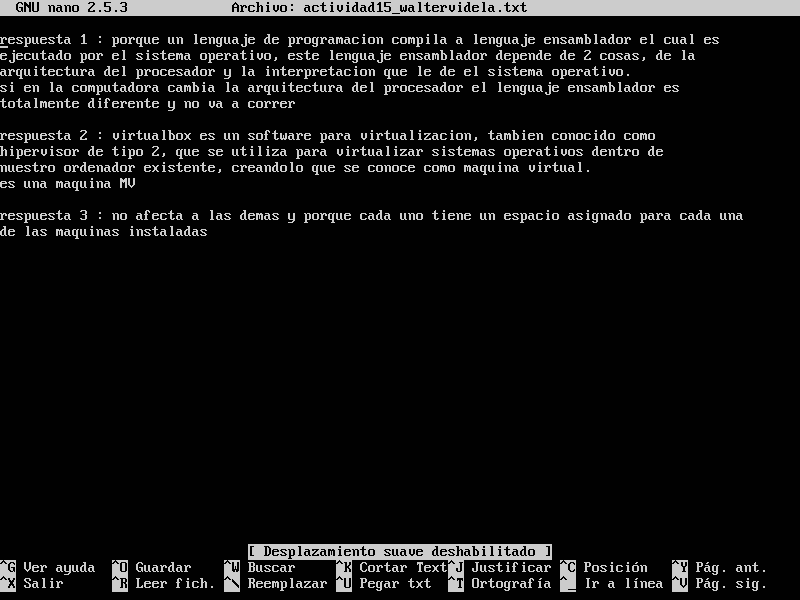 GNU nano 2.5.3 Archivo: actividad15_waltervidela.txt
respuesta 1 : porque un lenguaje de programacion compila a lenguaje ensamblador el cual es
ejecutado por el sistema operativo, este lenguaje ensamblador depende de 2 cosas, de la
arquitectura del procesador y la interpretacion que le de el sistema operativo.
si en la computadora cambia la arquitectura del procesador el lenguaje ensamblador es
totalmente diferente y no va a correr
respuesta 2 : virtualbox es un software para virtualizacion, tambien conocido como
hipervisor de tipo 2, que se utiliza para virtualizar sistemas operativos dentro de
nuestro ordenador existente, creandolo que se conoce como maquina virtual.
es una maquina MV
respuesta 3 : no afecta a las demas y porque cada uno tiene un espacio asignado para cada una
de las maquinas instaladas
[ Desplazamiento suave deshabilitado ]
^G Ver ayuda ^O Guardar ^W Buscar ^K Cortar Text ^J Justificar ^C Posición ^Y Pág. ant.
^X Salir ^R Leer fich. ^\ Reemplazar ^U Pegar txt ^T Ortografía ^_ Ir a línea ^V Pág. sig.